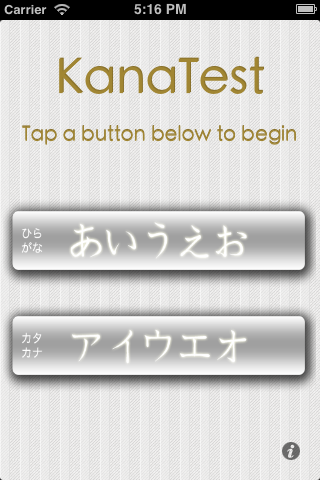 Carrier 5:16 PM
KanaTest
Tap a button below to begin
ひら
がな
あいうえお
カタ
カナ
アイウエオ
i